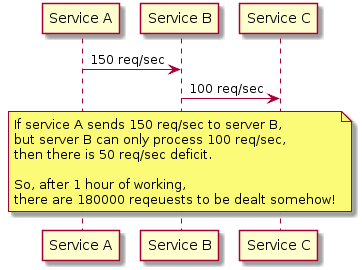 Service A
Service B
Service C
150 req/sec
100 req/sec
If service A sends 150 req/sec to server B,
but server B can only process 100 req/sec,
then there is 50 req/sec deficit.
So, after 1 hour of working,
there are 180000 reqeuests to be dealt somehow!
Service A
Service B
Service C